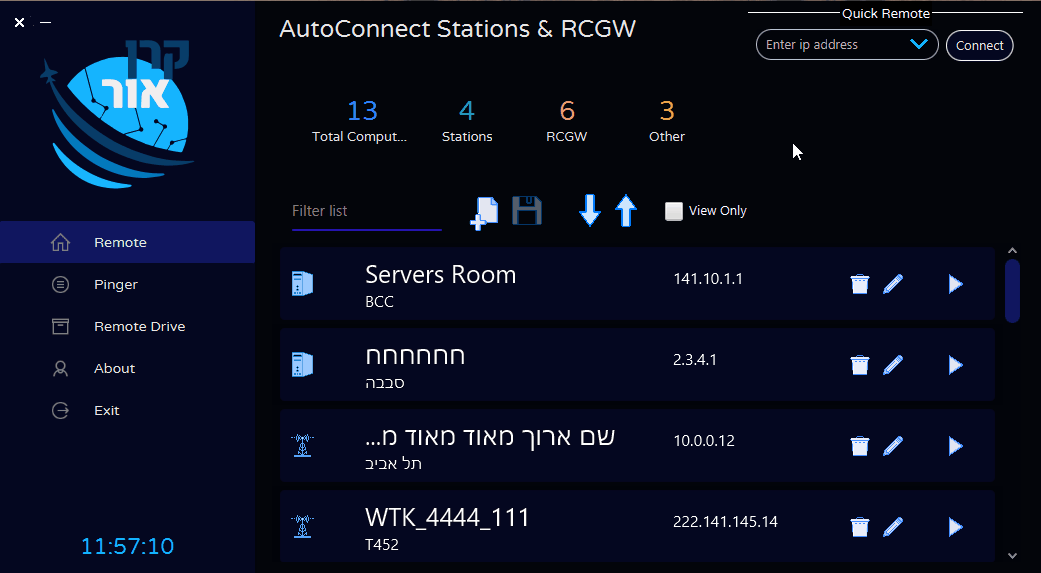 קרן
אור
Remote
Pinger
Remote Drive
About
Exit
11:57:10
AutoConnect Stations & RCGW
Quick Remote
Enter ip address
Connect
13
Total Comput...
4
Stations
6
RCGW
3
Other
Filter list
View Only
Servers Room
BCC
141.10.1.1
חחחחחח
סבבה
2.3.4.1
שם ארוך מאוד מאוד מ...
תל אביב
10.0.0.12
WTK_4444_111
T452
222.141.145.14